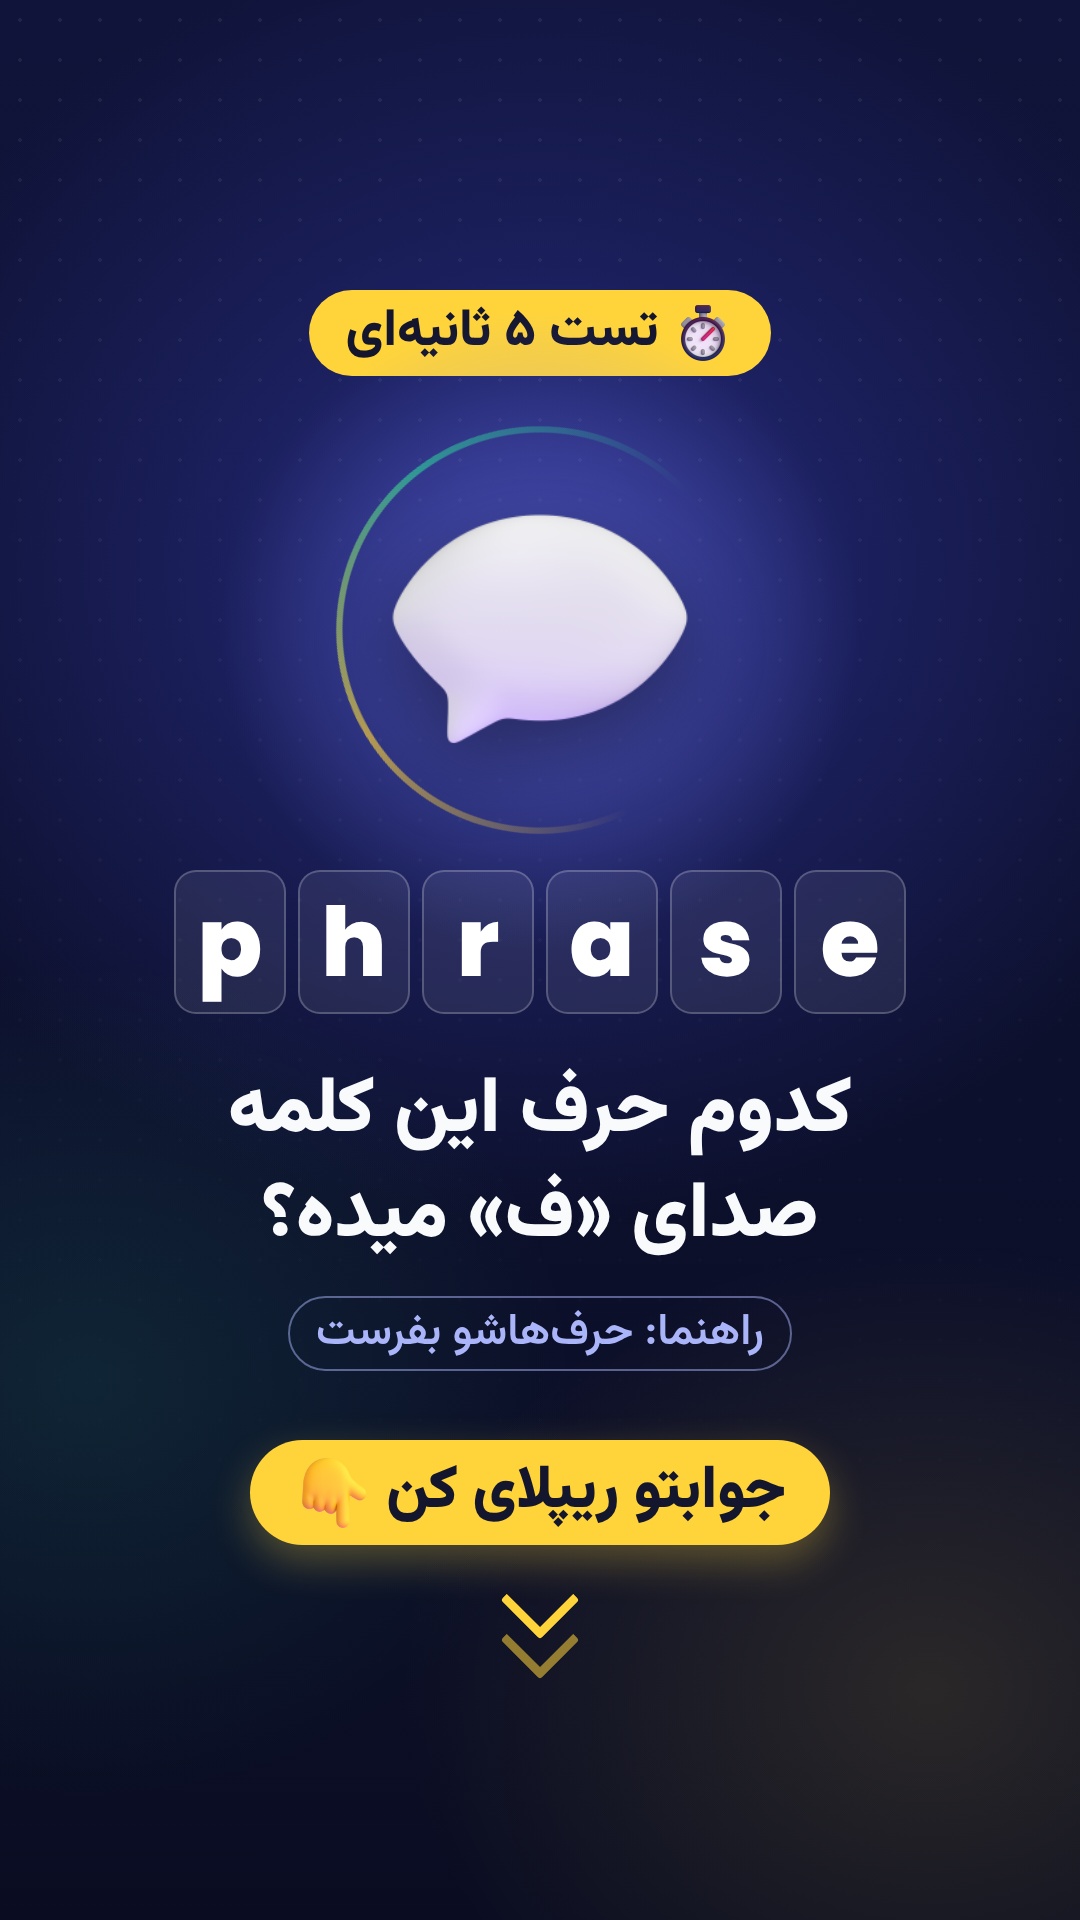 ⏱️ تست ۵ ثانیه‌ای
phrase
کدوم حرف این کلمه
صدای «ف» میده؟
راهنما: حرف‌هاشو بفرست
جوابتو ریپلای کن 👇